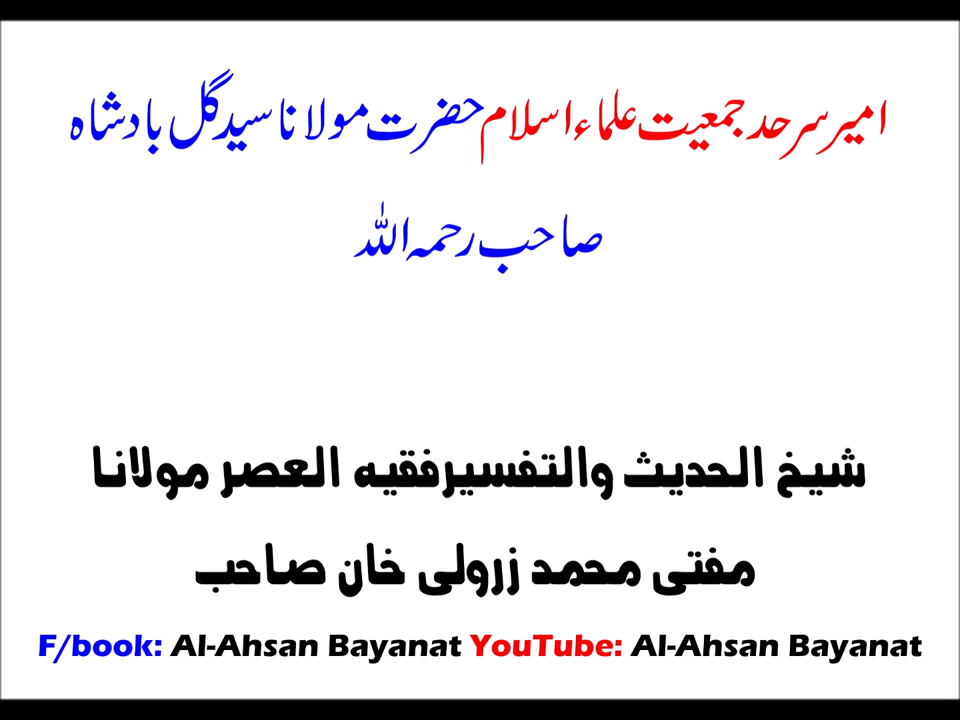 امیر سرحد جمعیت علماء اسلام حضرت مولانا سید گل بادشاہ
صاحب رحمہ اللہ
شیخ الحدیث والتفسیر فقیہ العصر مولانا
مفتی محمد زرولی خان صاحب
F/book: Al-Ahsan Bayanat YouTube: Al-Ahsan Bayanat